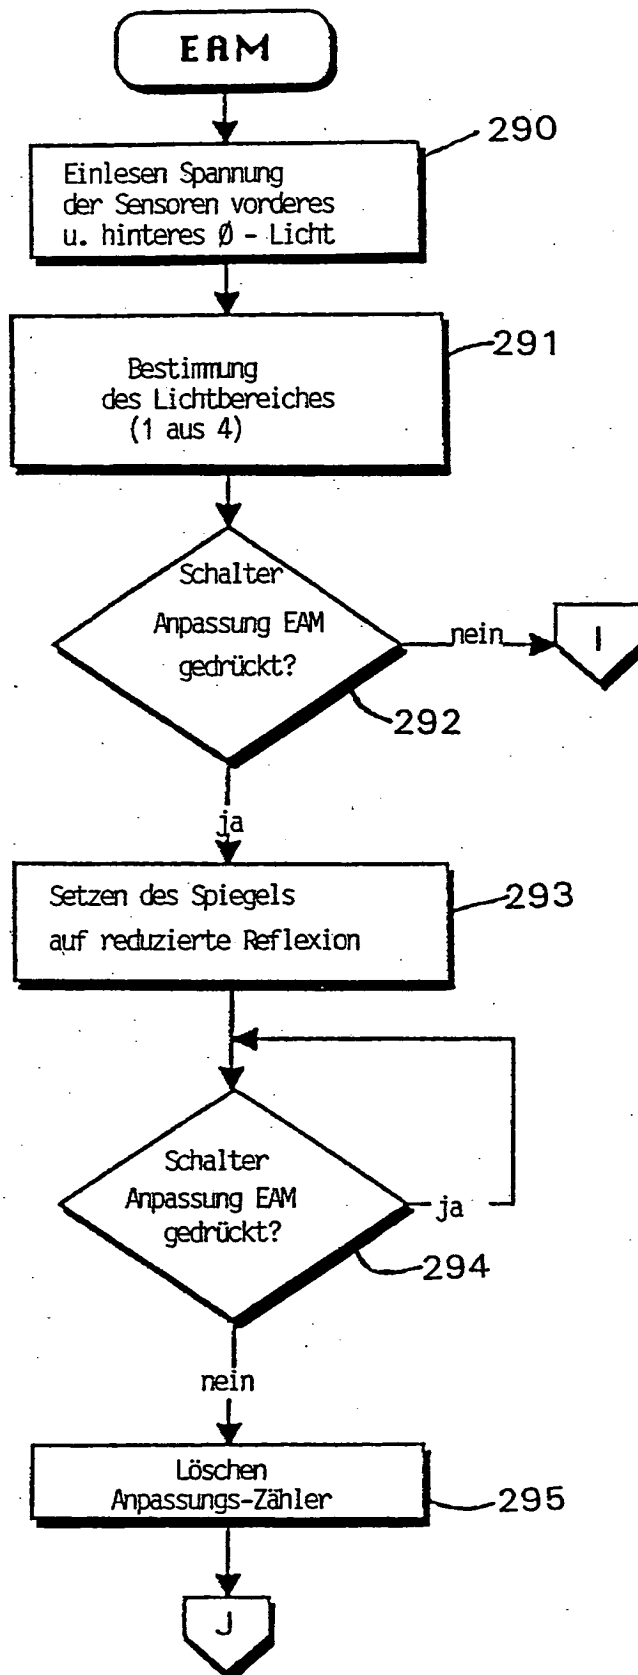 EAM
290
Einlesen Spannung
der Sensoren vorderes
u. hinteres Ø - Licht
291
Bestimmung
des Lichtbereiches
(1 aus 4)
Schalter
Anpassung EAM
gedrückt?
nein
I
292
ja
Setzen des Spiegels
auf reduzierte Reflexion
293
Schalter
Anpassung EAM
gedrückt?
ja
294
nein
Löschen
Anpassungs-Zähler
295
J